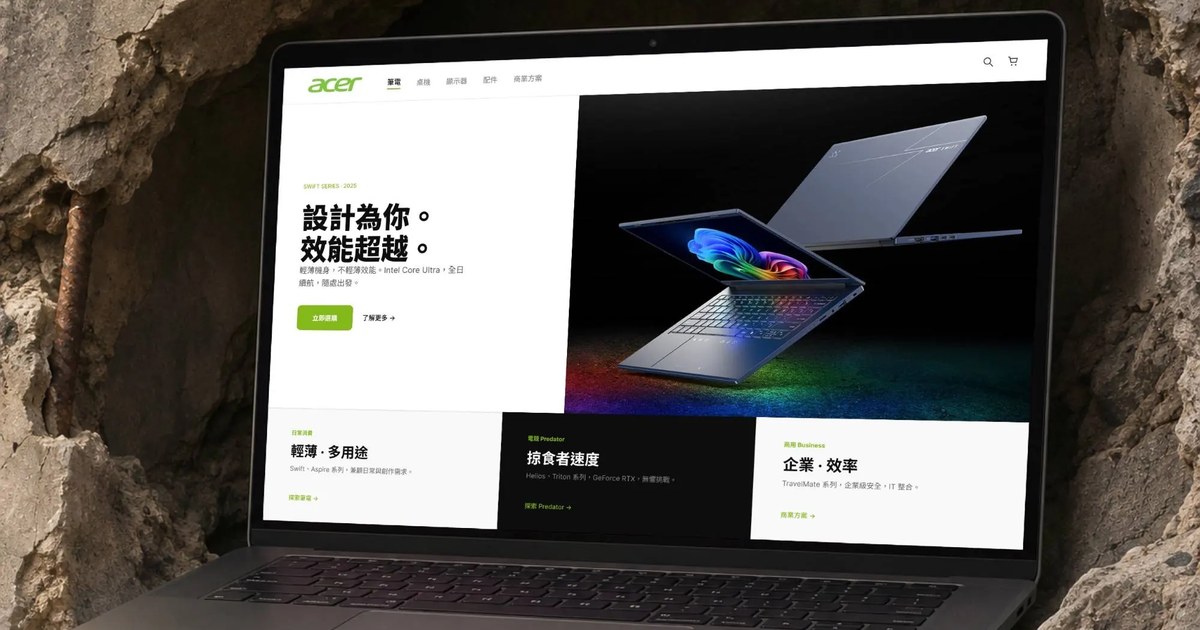 acer
筆電
桌機
顯示器
配件
商業方案
SWIFT SERIES · 2025
設計為你。
效能超越。
輕薄機身，不輕薄效能。Intel Core Ultra，全日
續航，隨處出發。
立即選購
了解更多 →
日常消費
輕薄 · 多用途
Swift、Aspire 系列，兼顧日常與創作需求。
探索筆電 →
電競 Predator
掠食者速度
Helios、Triton 系列，GeForce RTX，無懼挑戰。
探索 Predator →
商用 Business
企業 · 效率
TravelMate 系列，企業級安全，IT 整合。
商業方案 →